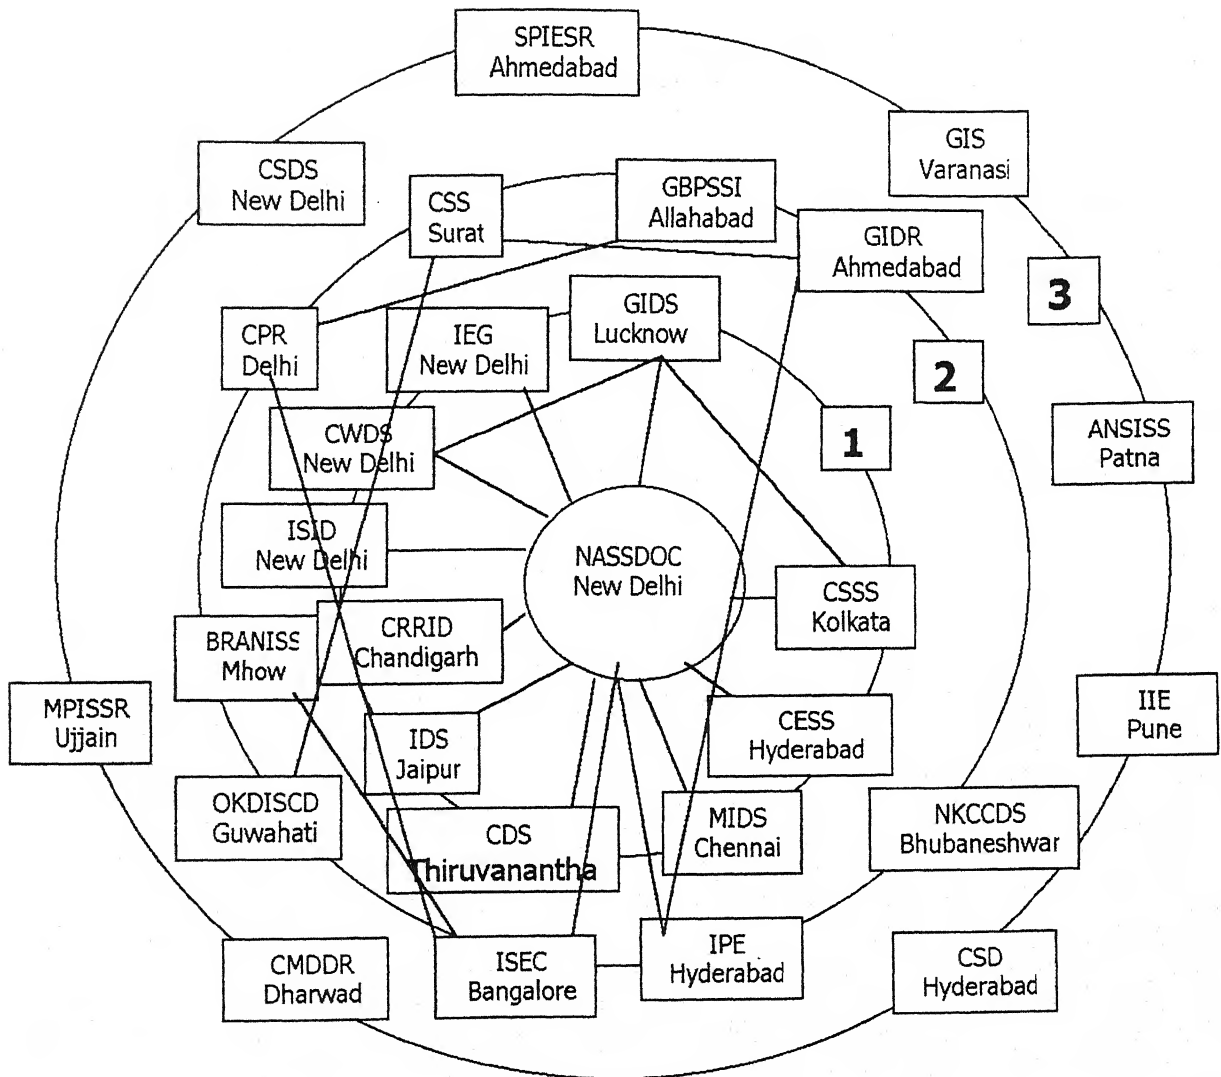 SPIESR
Ahmedabad
GIS
Varanasi
CSDS
New Delhi
CSS
Surat
GBPSSI
Allahabad
GIDR
Ahmedabad
3
GIDS
Lucknow
CPR
Delhi
IEG
New Delhi
2
CWDS
New Delhi
1
ANSISS
Patna
ISID
New Delhi
NASSDOC
New Delhi
CSSS
Kolkata
BRANISS
Mhow
CRRID
Chandigarh
MPISSR
Ujjain
IDS
Jaipur
CESS
Hyderabad
IIE
Pune
OKDISCD
Guwahati
CDS
Thiruvanantha
MIDS
Chennai
NKCCDS
Bhubaneshwar
CMDDR
Dharwad
ISEC
Bangalore
IPE
Hyderabad
CSD
Hyderabad